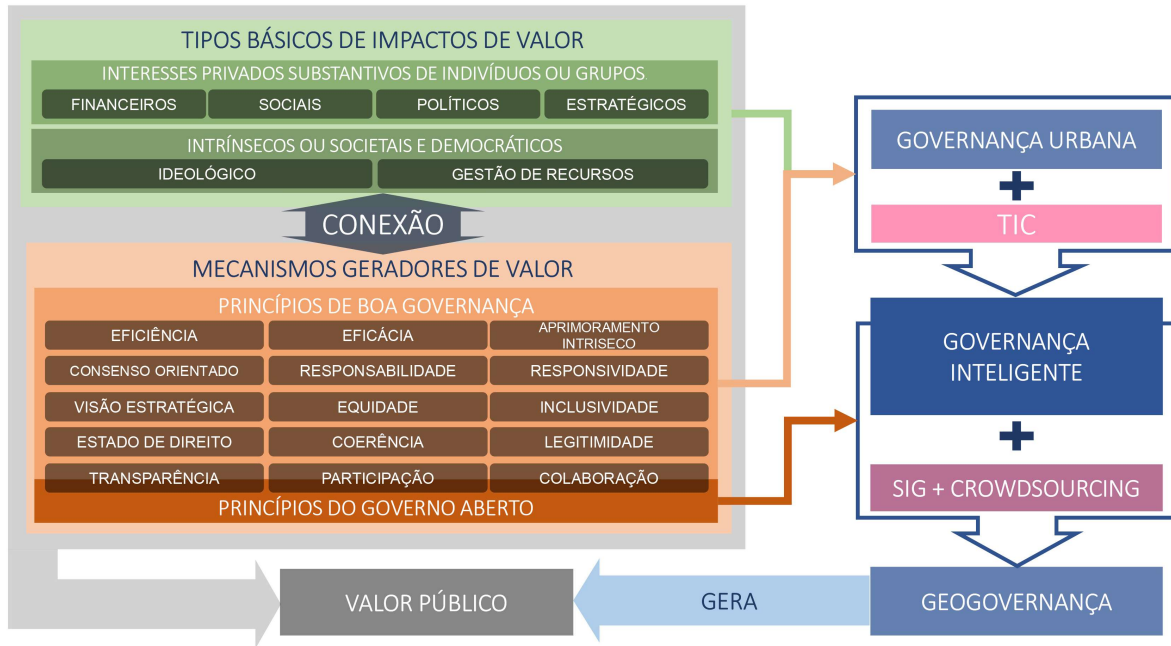 TIPOS BÁSICOS DE IMPACTOS DE VALOR
INTERESSES PRIVADOS SUBSTANTIVOS DE INDIVÍDUOS OU GRUPOS
FINANCEIROS
SOCIAIS
POLÍTICOS
ESTRATÉGICOS
INTRÍNSECOS OU SOCIETAIS E DEMOCRÁTICOS
IDEOLÓGICO
GESTÃO DE RECURSOS
CONEXÃO
MECANISMOS GERADORES DE VALOR
PRINCÍPIOS DE BOA GOVERNANÇA
EFICIÊNCIA
EFICÁCIA
APRIMORAMENTO
INTRISECO
CONSENSO ORIENTADO
RESPONSABILIDADE
RESPONSIVIDADE
VISÃO ESTRATÉGICA
EQUIDADE
INCLUSIVIDADE
ESTADO DE DIREITO
COERÊNCIA
LEGITIMIDADE
TRANSPARÊNCIA
PARTICIPAÇÃO
COLABORAÇÃO
PRINCÍPIOS DO GOVERNO ABERTO
GOVERNANÇA URBANA
+
TIC
GOVERNANÇA
INTELIGENTE
+
SIG + CROWDSOURCING
GEOGOVERNANÇA
GERA
VALOR PÚBLICO